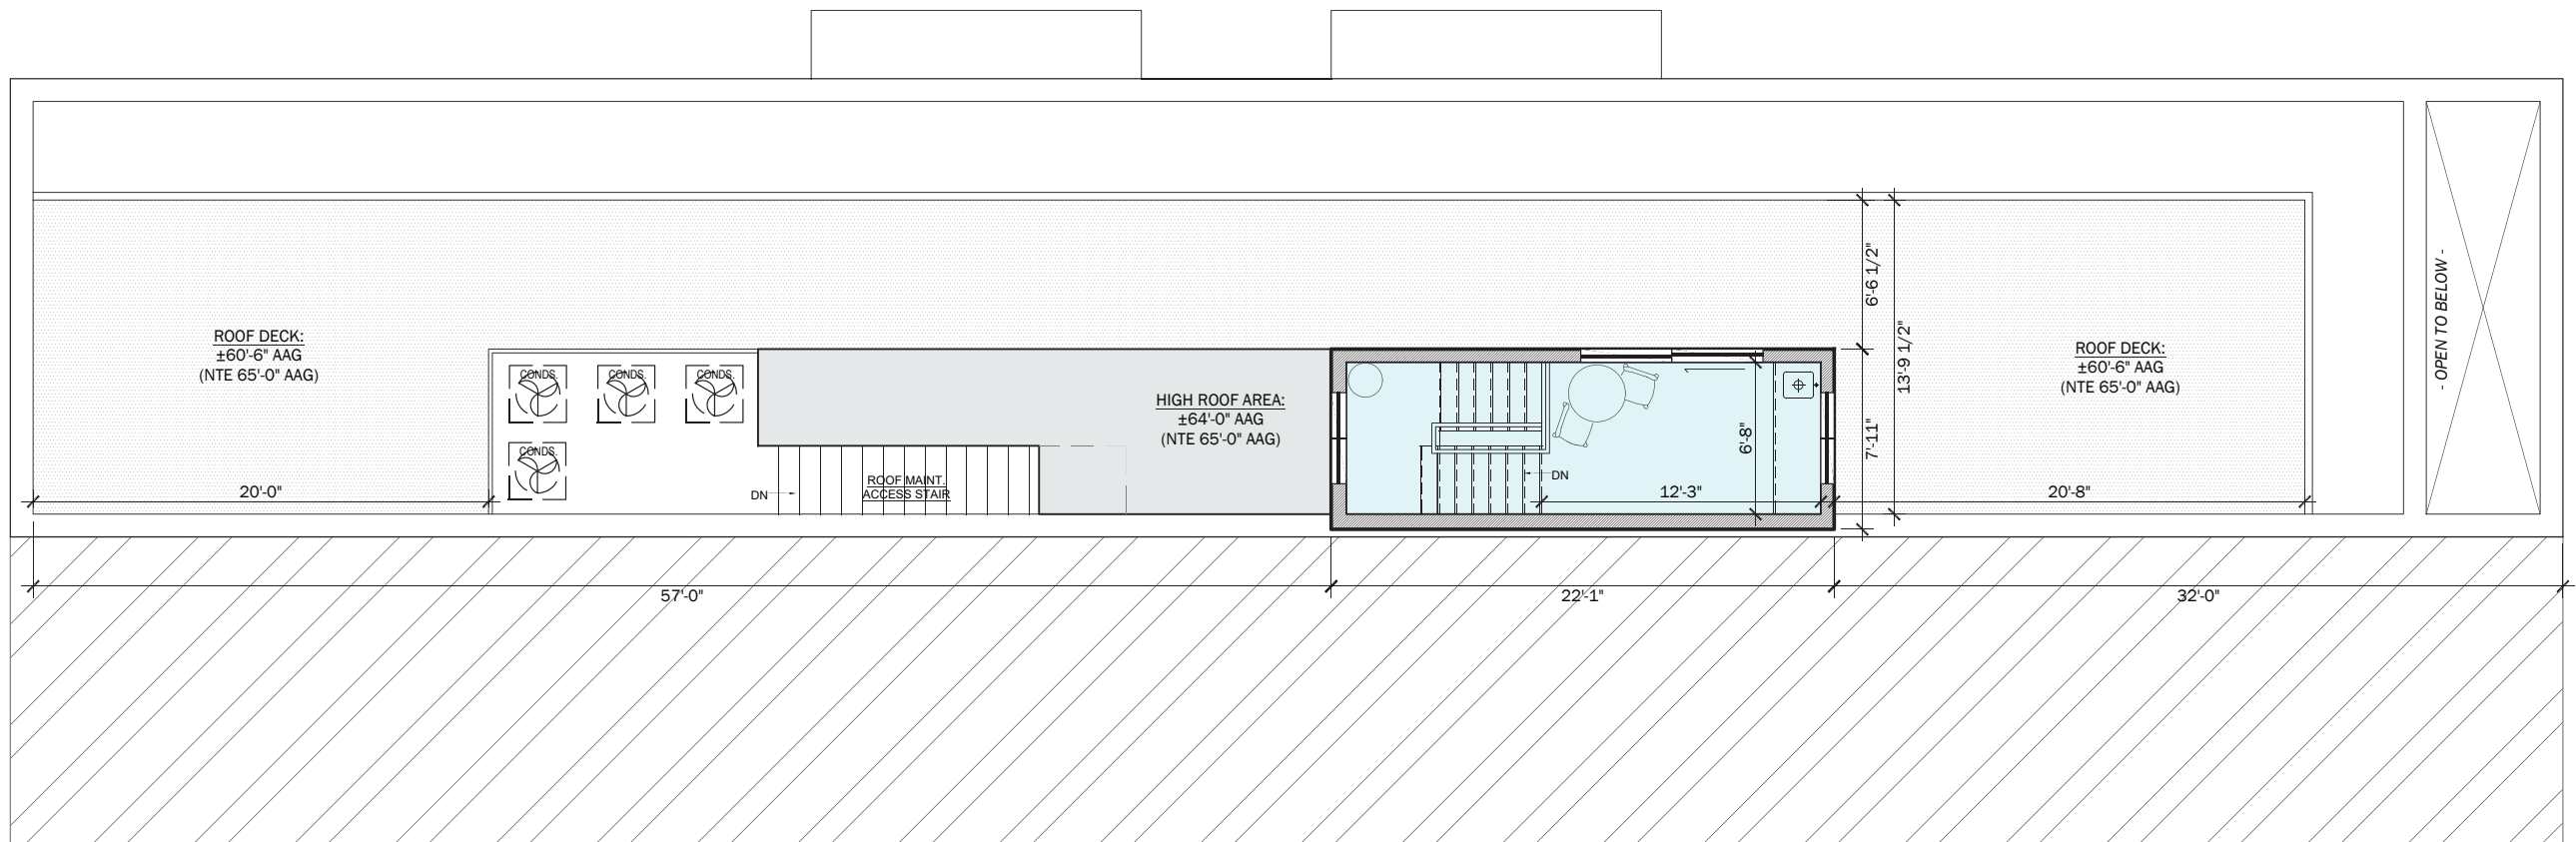 6'-6 1/2"
13'-9 1/2"
- OPEN TO BELOW -
ROOF DECK:
±60'-6" AAG
(NTE 65'-0" AAG)
ROOF DECK:
±60'-6" AAG
(NTE 65'-0" AAG)
CONDS.
CONDS.
CONDS.
HIGH ROOF AREA:
±64'-0" AAG
(NTE 65'-0" AAG)
6'-8"
7'-11"
CONDS.
DN
ROOF MAINT.
ACCESS STAIR
DN
20'-0"
12'-3"
20'-8"
57'-0"
22'-1"
32'-0"